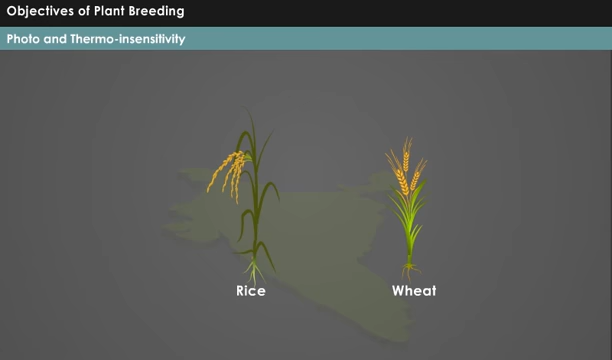 Objectives of Plant Breeding
Photo and Thermo-insensitivity
Rice
Wheat